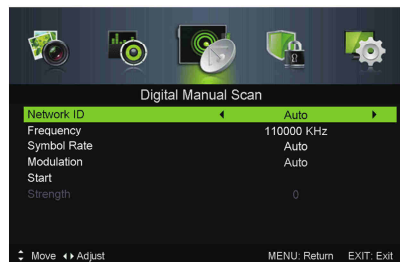 Digital Manual Scan
Network ID Auto
Frequency 110000 KHz
Symbol Rate Auto
Modulation Auto
Start
Strength 0
Move Adjust MENU: Return EXIT: Exit